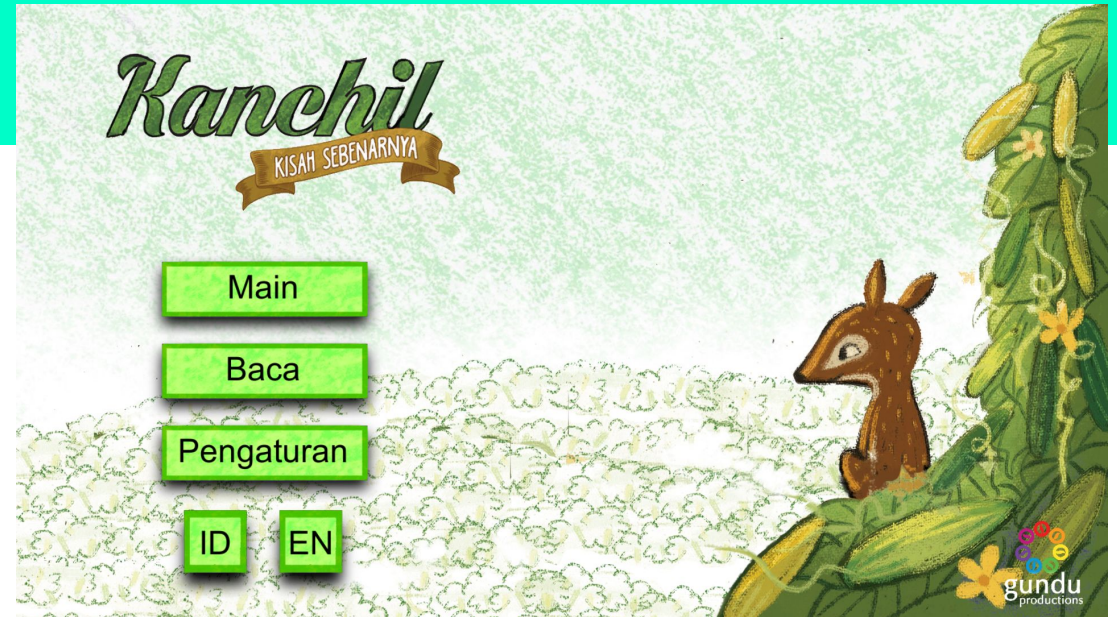 Kanchil
KISAH SEBENARNYA
Main
Baca
Pengaturan
ID EN
gundu
productions